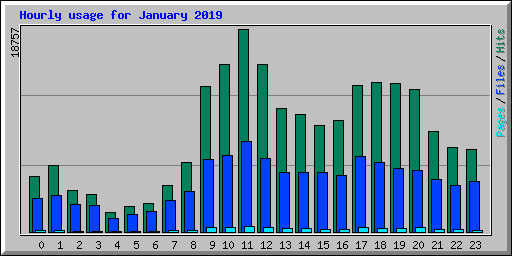 Hourly usage for January 2019
18757
Pages/Files/Hits
0 1 2 3 4 5 6 7 8 9 10 11 12 13 14 15 16 17 18 19 20 21 22 23